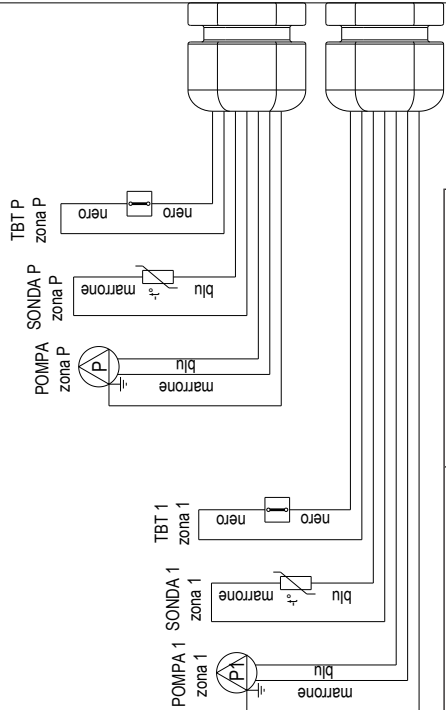 TBT P
zona P
nero
nero
SONDA P
zona P
marrone
-t°
blu
POMPA
zona P
P
blu
marrone
TBT 1
zona 1
nero
nero
SONDA 1
zona 1
marrone
-t°
blu
POMPA 1
zona 1
P1
blu
marrone